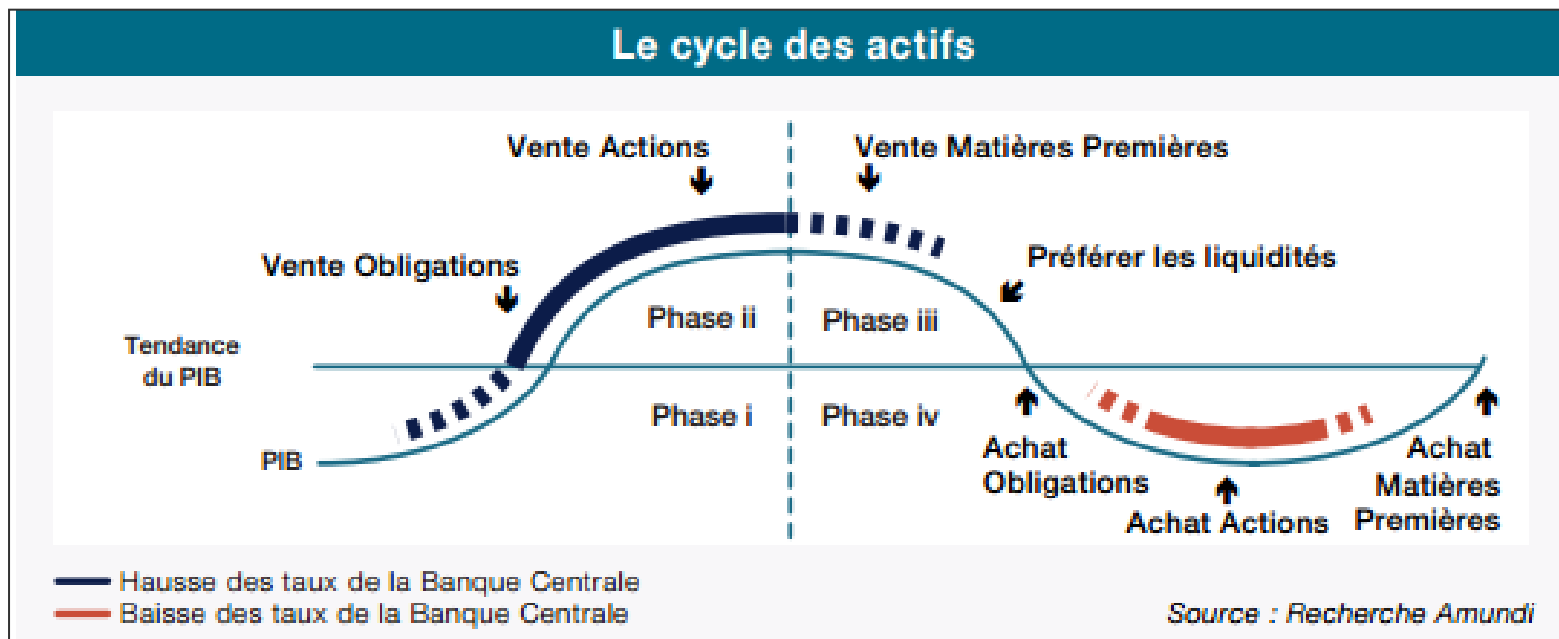 Le cycle des actifs
Vente Actions
Vente Matières Premières
Vente Obligations
Préférer les liquidités
Phase ii
Phase iii
Tendance
du PIB
Phase i
Phase iv
PIB
Achat
Obligations
Achat Actions
Achat
Matières
Premières
Hausse des taux de la Banque Centrale
Baisse des taux de la Banque Centrale
Source : Recherche Amundi